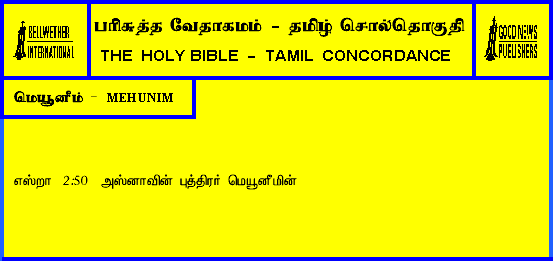 BELLWETHER
INTERNATIONAL
பரிசுத்த வேதாகமம் - தமிழ் சொல்தொகுதி
THE HOLY BIBLE - TAMIL CONCORDANCE
GOOD NEWS
PUBLISHERS
மெயூனீம் - MEHUNIM
எஸ்றா 2:50 அஸ்னாவின் புத்திரர் மெயூனீமின்